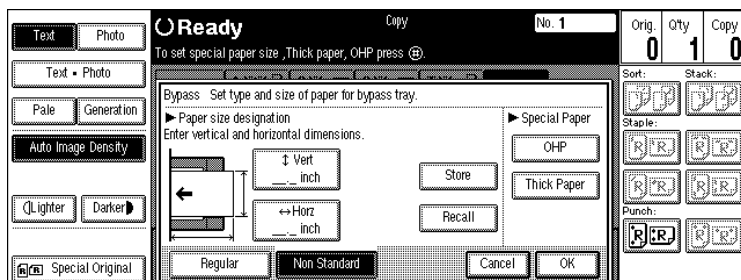 Text
Photo
Text • Photo
Pale
Generation
Auto Image Density
Lighter
Darker
Special Original
Ready
Copy
No. 1
To set special paper size ,Thick paper, OHP press (#).
Bypass Set type and size of paper for bypass tray.
▶ Paper size designation
Enter vertical and horizontal dimensions.
↕ Vert
__._ inch
↔ Horz
__._ inch
Store
Recall
▶ Special Paper
OHP
Thick Paper
Regular
Non Standard
Cancel
OK
Orig. Q'ty Copy
0 1 0
Sort: Stack:
Staple:
Punch: